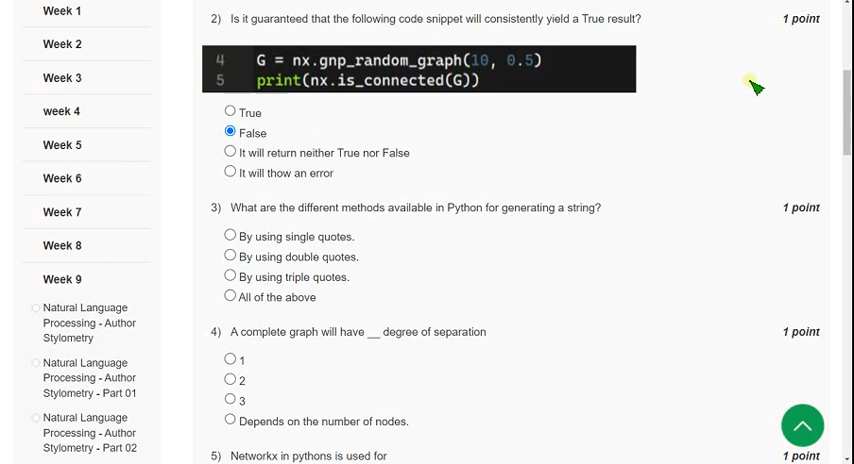 Week 1
Week 2
Week 3
week 4
Week 5
Week 6
Week 7
Week 8
Week 9
Natural Language
Processing - Author
Stylometry
Natural Language
Processing - Author
Stylometry - Part 01
Natural Language
Processing - Author
Stylometry - Part 02
2) Is it guaranteed that the following code snippet will consistently yield a True result? 1 point
4 G = nx.gnp_random_graph(10, 0.5)
5 print(nx.is_connected(G))
True
False
It will return neither True nor False
It will thow an error
3) What are the different methods available in Python for generating a string? 1 point
By using single quotes.
By using double quotes.
By using triple quotes.
All of the above
4) A complete graph will have __ degree of separation 1 point
1
2
3
Depends on the number of nodes.
5) Networkx in pythons is used for 1 point